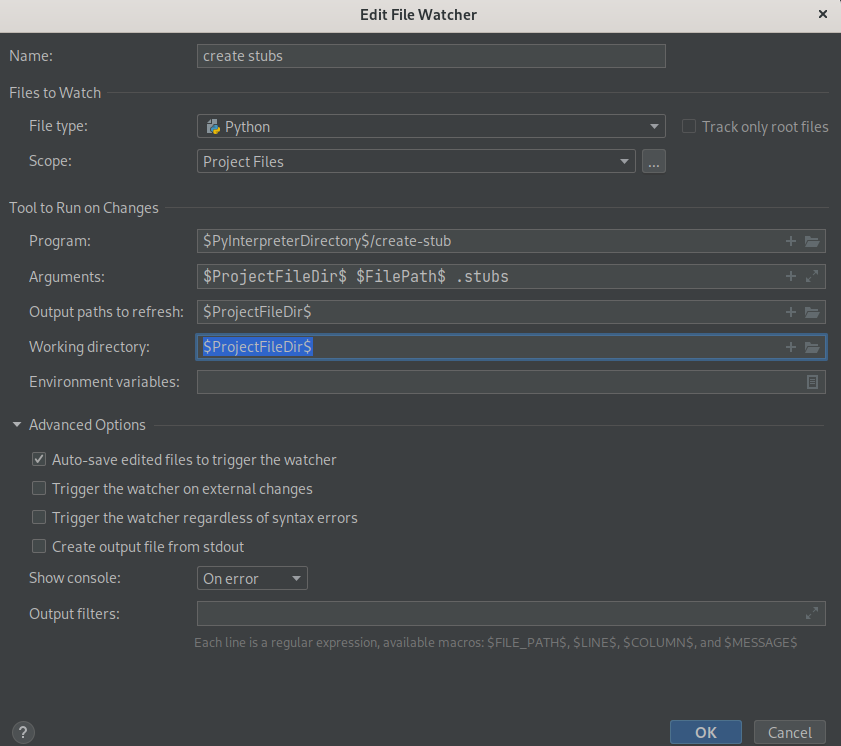 Edit File Watcher ×
Name: create stubs
Files to Watch
File type: Python Track only root files
Scope: Project Files ...
Tool to Run on Changes
Program: $PyInterpreterDirectory$/create-stub
Arguments: $ProjectFileDir$ $FilePath$ .stubs
Output paths to refresh: $ProjectFileDir$
Working directory: $ProjectFileDir$
Environment variables:
Advanced Options
Auto-save edited files to trigger the watcher
Trigger the watcher on external changes
Trigger the watcher regardless of syntax errors
Create output file from stdout
Show console: On error
Output filters:
Each line is a regular expression, available macros: $FILE_PATH$, $LINE$, $COLUMN$, and $MESSAGE$
? OK Cancel